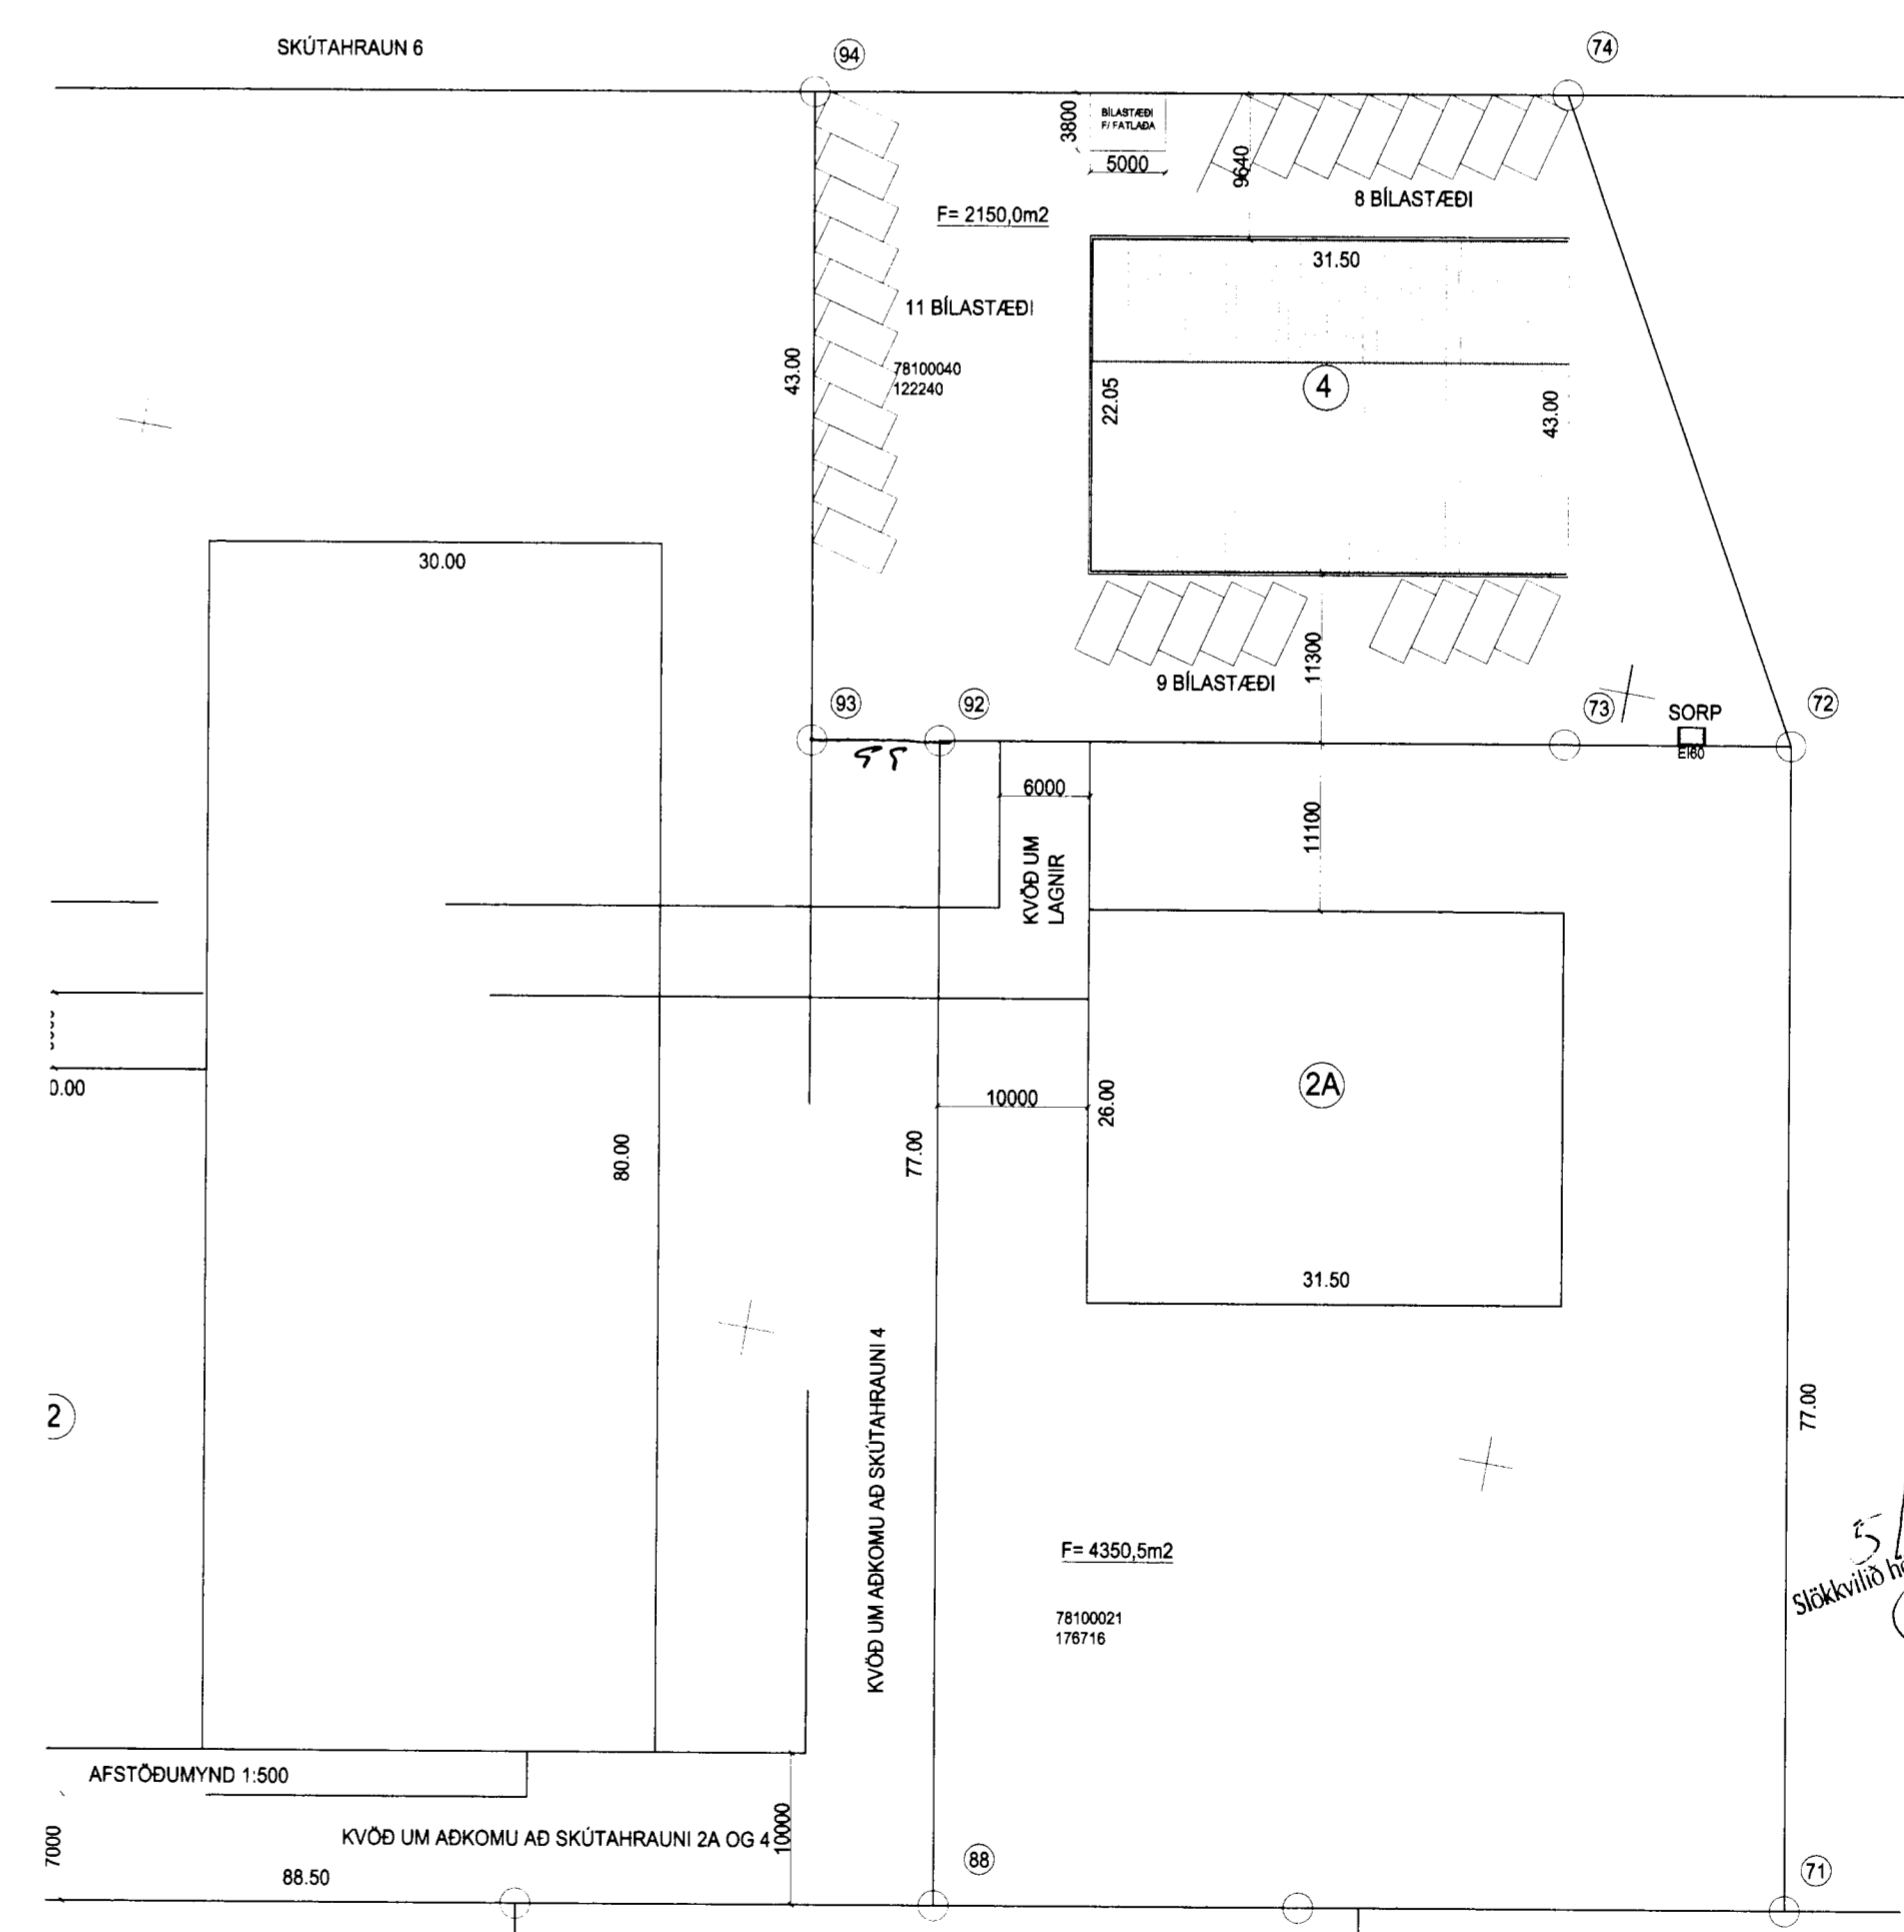 SKÚTAHRAUN 6
94
74
3800
BÍLASTÆÐI
F/ FATLAÐA
5000
9640
8 BÍLASTÆÐI
F= 2150,0m2
31.50
11 BÍLASTÆÐI
43.00
78100040
122240
22.05
4
43.00
30.00
11300
9 BÍLASTÆÐI
93
92
73
SORP
72
EI60
6000
11100
KVÖÐ UM
LAGNIR
0.00
10000
26.00
2A
80.00
77.00
31.50
KVÖÐ UM AÐKOMU AÐ SKÚTAHRAUNI 4
2
77.00
F= 4350,5m2
Slökkvilið
78100021
176716
AFSTÖÐUMYND 1:500
7000
KVÖÐ UM AÐKOMU AÐ SKÚTAHRAUNI 2A OG 4
10000
88.50
88
71